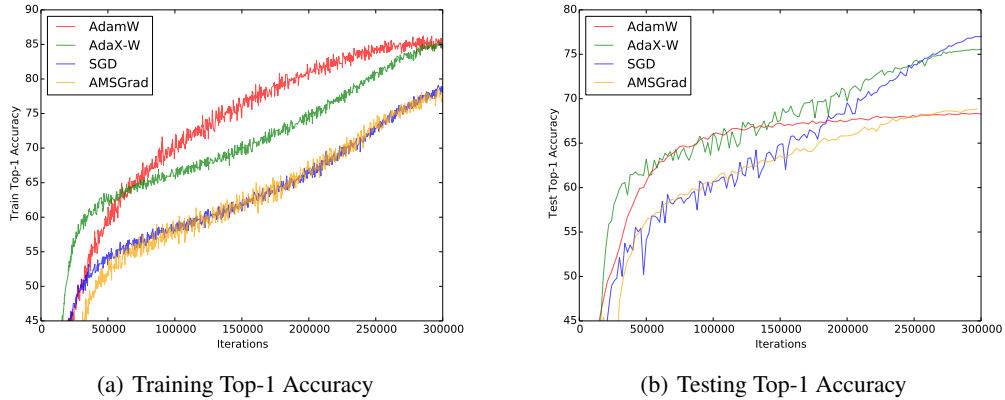 AdamW
AdaX-W
SGD
AMSGrad
Train Top-1 Accuracy
90
85
80
75
70
65
60
55
50
45
0
50000
100000
150000
200000
250000
300000
Iterations
(a) Training Top-1 Accuracy
AdamW
AdaX-W
SGD
AMSGrad
Test Top-1 Accuracy
80
75
70
65
60
55
50
45
0
50000
100000
150000
200000
250000
300000
Iterations
(b) Testing Top-1 Accuracy